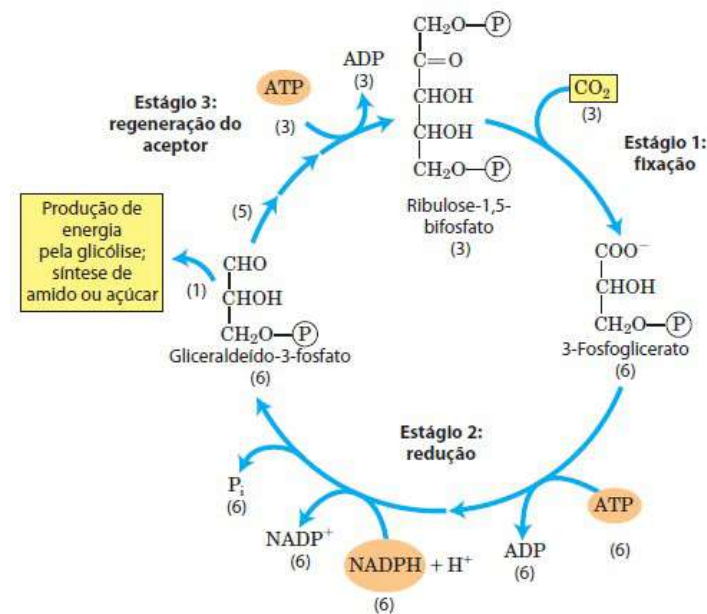 CH₂O—Ⓟ
C=O
CHOH
CHOH
CH₂O—Ⓟ
Ribulose-1,5-
bifosfato
(3)
CO₂
(3)
Estágio 1:
fixação
COO⁻
CHOH
CH₂O—Ⓟ
3-Fosfoglicerato
(6)
Estágio 2:
redução
ATP
(6)
ADP
(6)
NADPH + H⁺
(6)
NADP⁺
(6)
Pᵢ
(6)
CHO
CHOH
CH₂O—Ⓟ
Gliceraldeído-3-fosfato
(6)
(1)
Produção de
energia
pela glicólise;
síntese de
amido ou açúcar
(5)
Estágio 3:
regeneração do
aceptor
ATP
(3)
ADP
(3)